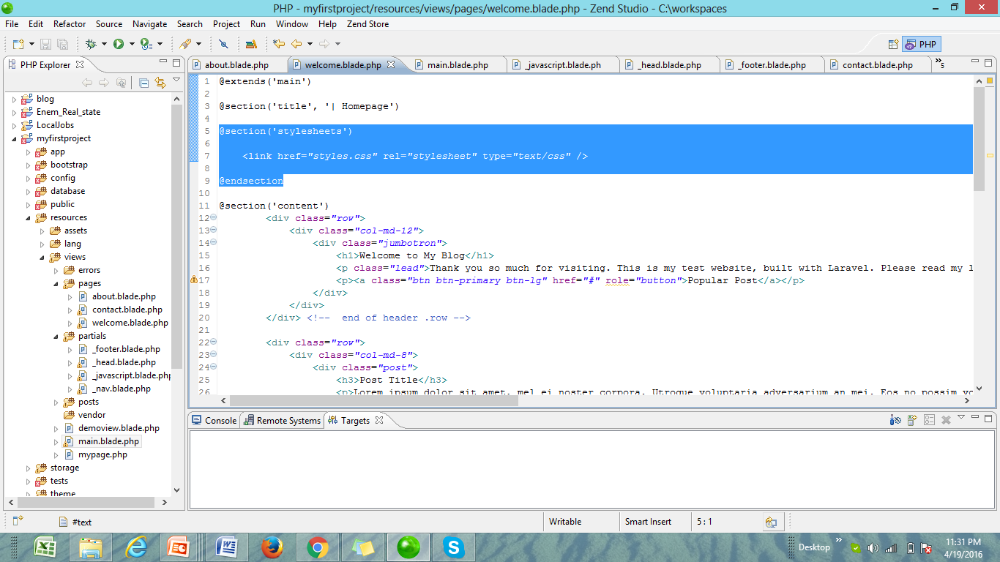 PHP - myfirstproject/resources/views/pages/welcome.blade.php - Zend Studio - C:\workspaces
File Edit Refactor Source Navigate Search Project Run Window Help Zend Store
PHP
PHP Explorer
blog
Enem_Real_state
LocalJobs
myfirstproject
app
bootstrap
config
database
public
resources
assets
lang
views
errors
pages
about.blade.php
contact.blade.php
welcome.blade.php
partials
_footer.blade.php
_head.blade.php
_javascript.blade.php
_nav.blade.php
posts
vendor
demoview.blade.php
main.blade.php
mypage.php
storage
tests
theme
about.blade.php welcome.blade.php main.blade.php _javascript.blade.ph _head.blade.php _footer.blade.php contact.blade.php »5
1 @extends('main')
2
3 @section('title', '| Homepage')
4
5 @section('stylesheets')
6
7 <link href="styles.css" rel="stylesheet" type="text/css" />
8
9 @endsection
10
11 @section('content')
12 <div class="row">
13 <div class="col-md-12">
14 <div class="jumbotron">
15 <h1>Welcome to My Blog</h1>
16 <p class="lead">Thank you so much for visiting. This is my test website, built with Laravel. Please read my l
17 <p><a class="btn btn-primary btn-lg" href="#" role="button">Popular Post</a></p>
18 </div>
19 </div>
20 </div> <!-- end of header .row -->
21
22 <div class="row">
23 <div class="col-md-8">
24 <div class="post">
25 <h3>Post Title</h3>
26 <p>Lorem ipsum dolor sit amet, mel ei noster corpora. Utroque voluptaria adversarium an mei. Eos no possim vo
Console Remote Systems Targets
#text Writable Smart Insert 5 : 1
Desktop »
11:31 PM
4/19/2016